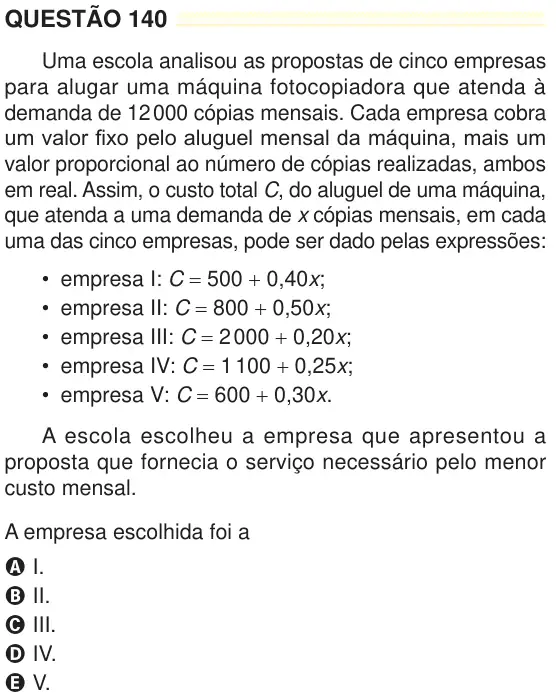 QUESTÃO 140
Uma escola analisou as propostas de cinco empresas
para alugar uma máquina fotocopiadora que atenda à
demanda de 12 000 cópias mensais. Cada empresa cobra
um valor fixo pelo aluguel mensal da máquina, mais um
valor proporcional ao número de cópias realizadas, ambos
em real. Assim, o custo total C, do aluguel de uma máquina,
que atenda a uma demanda de x cópias mensais, em cada
uma das cinco empresas, pode ser dado pelas expressões:
• empresa I: C = 500 + 0,40x;
• empresa II: C = 800 + 0,50x;
• empresa III: C = 2 000 + 0,20x;
• empresa IV: C = 1 100 + 0,25x;
• empresa V: C = 600 + 0,30x.
A escola escolheu a empresa que apresentou a
proposta que fornecia o serviço necessário pelo menor
custo mensal.
A empresa escolhida foi a
A I.
B II.
C III.
D IV.
E V.